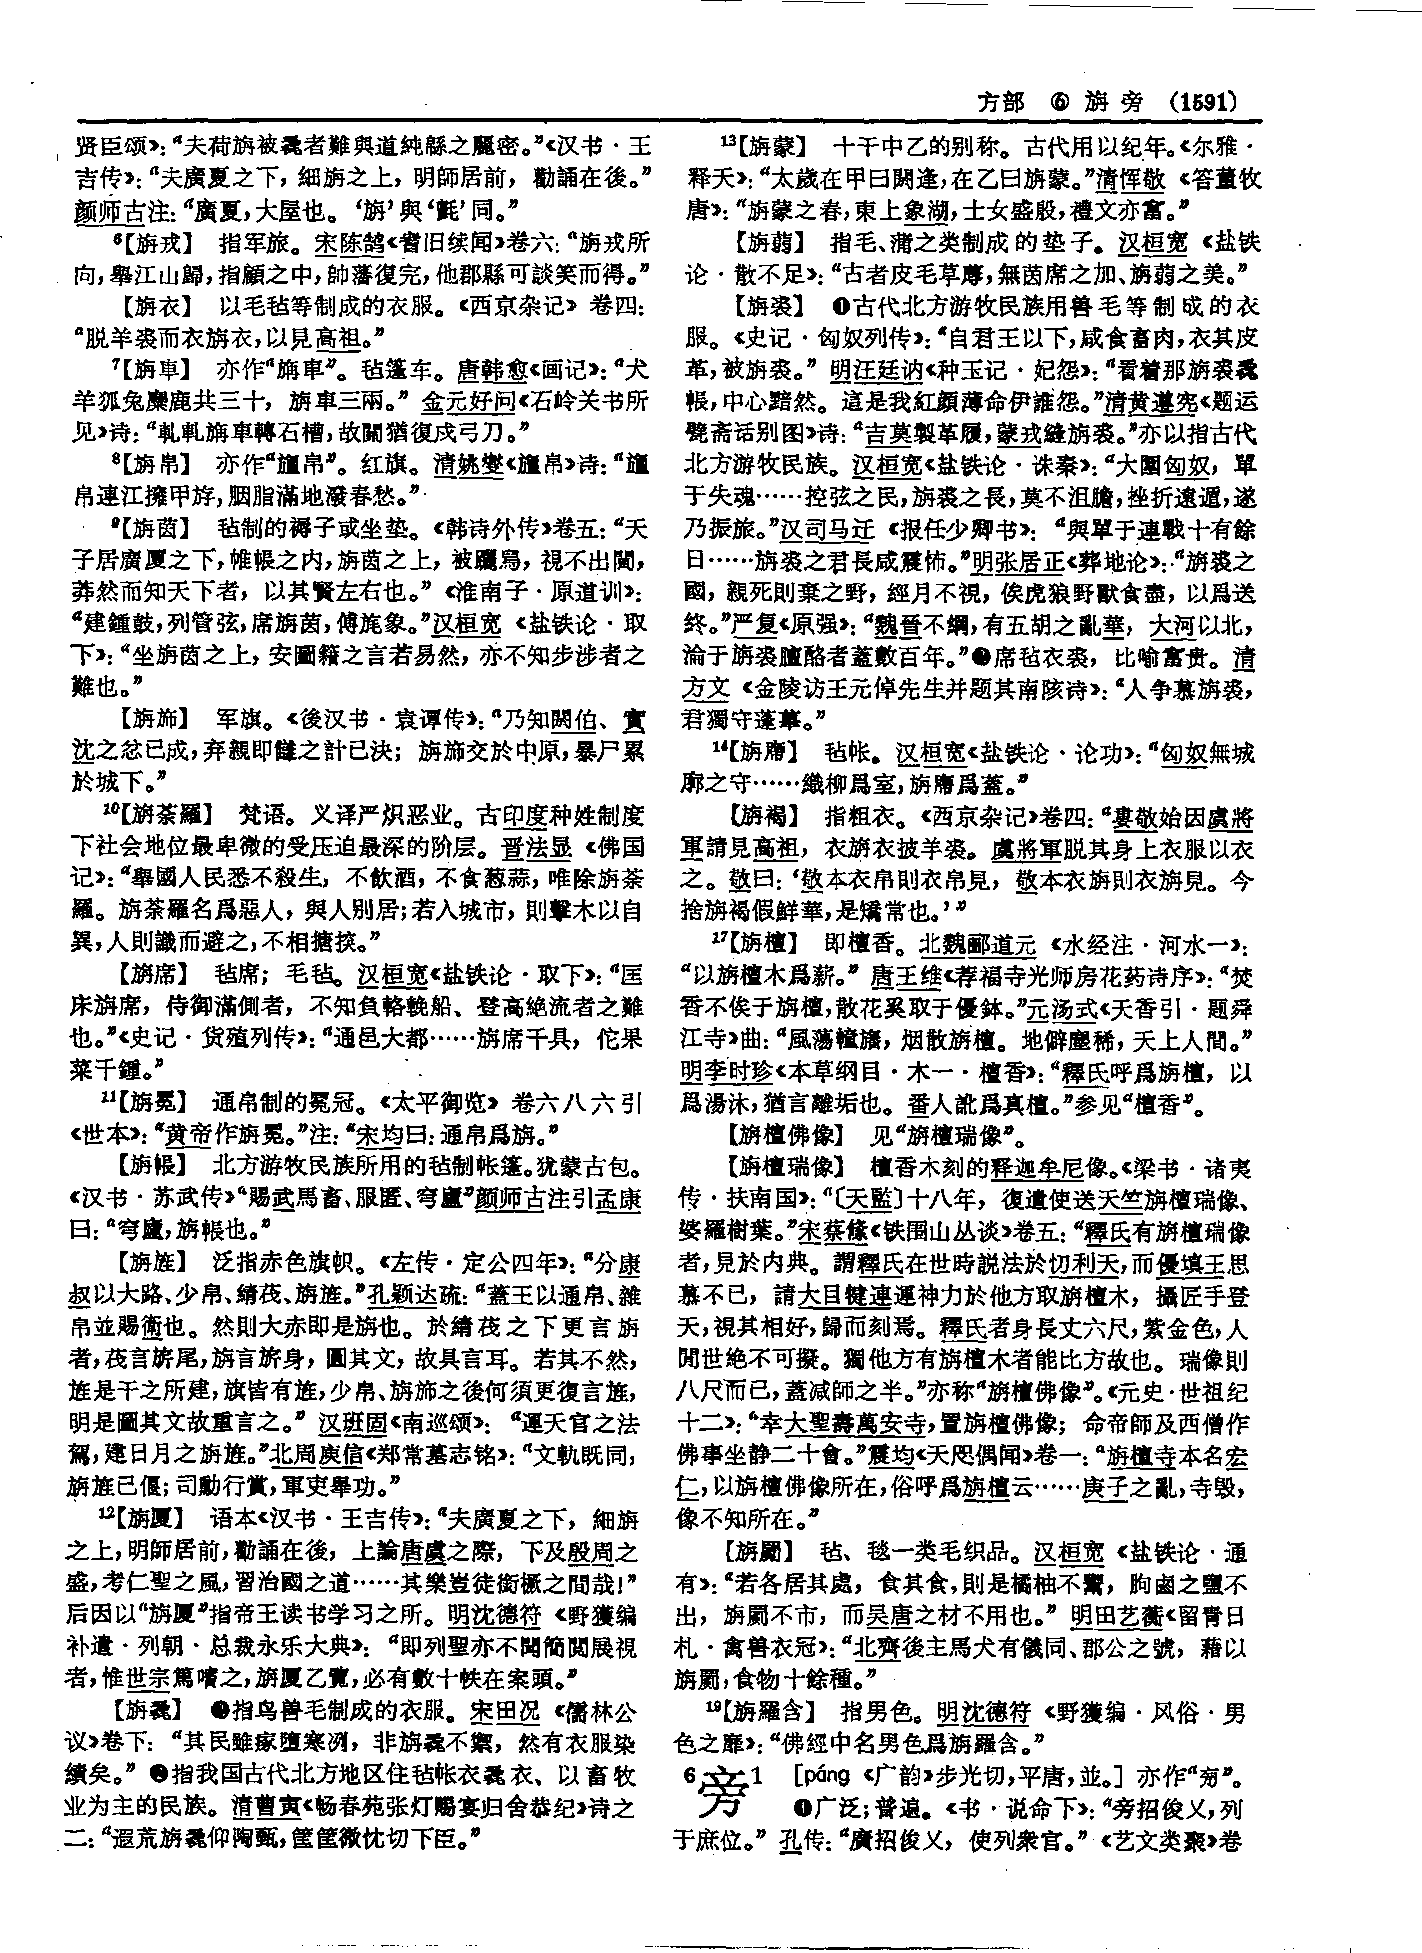 方部 ⑥ 旃 旁 (1591)
贤臣颂》：“夫荷旃被毳者難與道純緜之麗密。”《汉书·王
吉传》：“夫廣夏之下，細旃之上，明師居前，勸誦在後。”
颜师古注：“廣夏，大屋也。‘旃’與‘氈’同。”
⁶【旃戎】 指军旅。宋陈鹄《耆旧续闻》卷六：“旃戎所
向，舉江山歸，指顧之中，帥藩復完，他郡縣可談笑而得。”
【旃衣】 以毛毡等制成的衣服。《西京杂记》卷四：
“脱羊裘而衣旃衣，以見高祖。”
⁷【旃車】 亦作“旜車”。毡篷车。唐韩愈《画记》：“犬
羊狐兔麋鹿共三十，旃車三兩。” 金元好问《石岭关书所
见》诗：“軋軋旃車轉石槽，故關猶復戍弓刀。”
⁸【旃帛】 亦作“旜帛”。红旗。清姚燮《旜帛》诗：“旜
帛連江擁甲斿，胭脂滿地潑春愁。”
⁹【旃茵】 毡制的褥子或坐垫。《韩诗外传》卷五：“天
子居廣厦之下，帷帳之内，旃茵之上，被躧舄，視不出閫，
莽然而知天下者，以其賢左右也。”《淮南子·原道训》：
“建鍾鼓，列管弦，席旃茵，傅旄象。”汉桓宽《盐铁论·取
下》：“坐旃茵之上，安圖籍之言若易然，亦不知步涉者之
難也。”
【旃斾】 军旗。《後汉书·袁谭传》：“乃知閼伯、實
沈之忿已成，弃親即讎之計已決；旃斾交於中原，暴尸累
於城下。”
¹⁰【旃荼羅】 梵语。义译严炽恶业。古印度种姓制度
下社会地位最卑微的受压迫最深的阶层。晋法显《佛国
记》：“舉國人民悉不殺生，不飲酒，不食葱蒜，唯除旃荼
羅。旃荼羅名爲惡人，與人别居；若入城市，則擊木以自
異，人則識而避之，不相搪揬。”
【旃席】 毡席；毛毡。汉桓宽《盐铁论·取下》：“匡
床旃席，侍御滿側者，不知負輅輓船、登高絶流者之難
也。”《史记·货殖列传》：“通邑大都……旃席千具，佗果
菜千鍾。”
¹¹【旃冕】 通帛制的冕冠。《太平御览》卷六八六引
《世本》：“黄帝作旃冕。”注：“宋均曰：通帛爲旃。”
【旃帳】 北方游牧民族所用的毡制帐篷。犹蒙古包。
《汉书·苏武传》“賜武馬畜、服匿、穹廬”颜师古注引孟康
曰：“穹廬，旃帳也。”
【旃旌】 泛指赤色旗帜。《左传·定公四年》：“分康
叔以大路、少帛、綪茷、旃旌。”孔颖达疏：“蓋王以通帛、雜
帛並賜衛也。然則大赤即是旃也。於綪茷之下更言旃
者，茷言旂尾，旃言旂身，圓其文，故具言耳。若其不然，
旌是干之所建，旗皆有旌，少帛、旃斾之後何須更復言旌，
明是圓其文故重言之。” 汉班固《南巡颂》：“運天官之法
駕，建日月之旃旌。”北周庾信《郑常墓志铭》：“文軌既同，
旃旌已偃；司勳行賞，軍吏舉功。”
¹²【旃厦】 语本《汉书·王吉传》：“夫廣夏之下，細旃
之上，明師居前，勸誦在後，上論唐虞之際，下及殷周之
盛，考仁聖之風，習治國之道……其樂豈徒銜橛之間哉！”
后因以“旃厦”指帝王读书学习之所。明沈德符《野獲编
补遺·列朝·总裁永乐大典》：“即列聖亦不聞簡閲展視
者，惟世宗篤嗜之，旃厦乙覽，必有數十帙在案頭。”
【旃毳】 ❶指鸟兽毛制成的衣服。宋田况《儒林公
议》卷下：“其民雖瘃墮寒冽，非旃毳不禦，然有衣服染
繢矣。” ❷指我国古代北方地区住毡帐衣毳衣、以畜牧
业为主的民族。清曹寅《畅春苑张灯赐宴归舍恭纪》诗之
二：“遐荒旃毳仰陶甄，筐筐微忱切下臣。”
¹³【旃蒙】 十干中乙的别称。古代用以纪年。《尔雅·
释天》：“太歲在甲曰閼逢，在乙曰旃蒙。”清恽敬《答董牧
唐》：“旃蒙之春，東上象湖，士女盛殷，禮文亦富。”
【旃蒻】 指毛、蒲之类制成的垫子。汉桓宽《盐铁
论·散不足》：“古者皮毛草蓐，無茵席之加、旃蒻之美。”
【旃裘】 ❶古代北方游牧民族用兽毛等制成的衣
服。《史记·匈奴列传》：“自君王以下，咸食畜肉，衣其皮
革，被旃裘。” 明汪廷讷《种玉记·妃怨》：“看着那旃裘毳
帳，中心黯然。這是我紅顔薄命伊誰怨。”清黄遵宪《题运
甓斋话别图》诗：“吉莫製革履，蒙戎縫旃裘。”亦以指古代
北方游牧民族。汉桓宽《盐铁论·诛秦》：“大圍匈奴，單
于失魂……控弦之民，旃裘之長，莫不沮膽，挫折遠遁，遂
乃振旅。”汉司马迁《报任少卿书》：“與單于連戰十有餘
日……旃裘之君長咸震怖。”明张居正《葬地论》：“旃裘之
國，親死則棄之野，經月不視，俟虎狼野獸食盡，以爲送
終。”严复《原强》：“魏晉不綱，有五胡之亂華，大河以北，
淪于旃裘膻酪者蓋數百年。”❷席毡衣裘，比喻富贵。清
方文《金陵访王元倬先生并题其南陔诗》：“人争慕旃裘，
君獨守蓬蓽。”
¹⁴【旃席】 毡帐。汉桓宽《盐铁论·论功》：“匈奴無城
廓之守……織柳爲室，旃席爲蓋。”
【旃褐】 指粗衣。《西京杂记》卷四：“婁敬始因虞將
軍請見高祖，衣旃衣披羊裘。虞將軍脱其身上衣服以衣
之。敬曰：‘敬本衣帛則衣帛見，敬本衣旃則衣旃見。今
捨旃褐假鮮華，是矯常也。’”
¹⁷【旃檀】 即檀香。北魏郦道元《水经注·河水一》：
“以旃檀木爲薪。” 唐王维《荐福寺光师房花药诗序》：“焚
香不俟于旃檀，散花奚取于優鉢。”元汤式《天香引·题舜
江寺》曲：“風蕩幢旛，烟散旃檀。地僻塵稀，天上人間。”
明李时珍《本草纲目·木一·檀香》：“釋氏呼爲旃檀，以
爲湯沐，猶言離垢也。番人訛爲真檀。”参见“檀香”。
【旃檀佛像】 见“旃檀瑞像”。
【旃檀瑞像】 檀香木刻的释迦牟尼像。《梁书·诸夷
传·扶南国》：“〔天監〕十八年，復遣使送天竺旃檀瑞像、
婆羅樹葉。”宋蔡絛《铁围山丛谈》卷五：“釋氏有旃檀瑞像
者，見於内典。謂釋氏在世時説法於忉利天，而優填王思
慕不已，請大目犍連運神力於他方取旃檀木，攝匠手登
天，視其相好，歸而刻焉。釋氏者身長丈六尺，紫金色，人
間世絶不可擬。獨他方有旃檀木者能比方故也。瑞像則
八尺而已，蓋減師之半。”亦称“旃檀佛像”。《元史·世祖纪
十二》：“幸大聖壽萬安寺，置旃檀佛像；命帝師及西僧作
佛事坐静二十會。”震均《天咫偶闻》卷一：“旃檀寺本名宏
仁，以旃檀佛像所在，俗呼爲旃檀云……庚子之亂，寺毁，
像不知所在。”
【旃罽】 毡、毯一类毛织品。汉桓宽《盐铁论·通
有》：“若各居其處，食其食，則是橘柚不鬻，朐鹵之鹽不
出，旃罽不市，而吴唐之材不用也。” 明田艺蘅《留青日
札·禽兽衣冠》：“北齊後主馬犬有儀同、郡公之號，藉以
旃罽，食物十餘種。”
¹⁹【旃羅含】 指男色。明沈德符《野獲编·风俗·男
色之靡》：“佛經中名男色爲旃羅含。”
⁶旁¹ [páng《广韵》步光切，平唐，並。] 亦作“㫄”。
❶广泛；普遍。《书·说命下》：“旁招俊乂，列
于庶位。” 孔传：“廣招俊乂，使列衆官。”《艺文类聚》卷